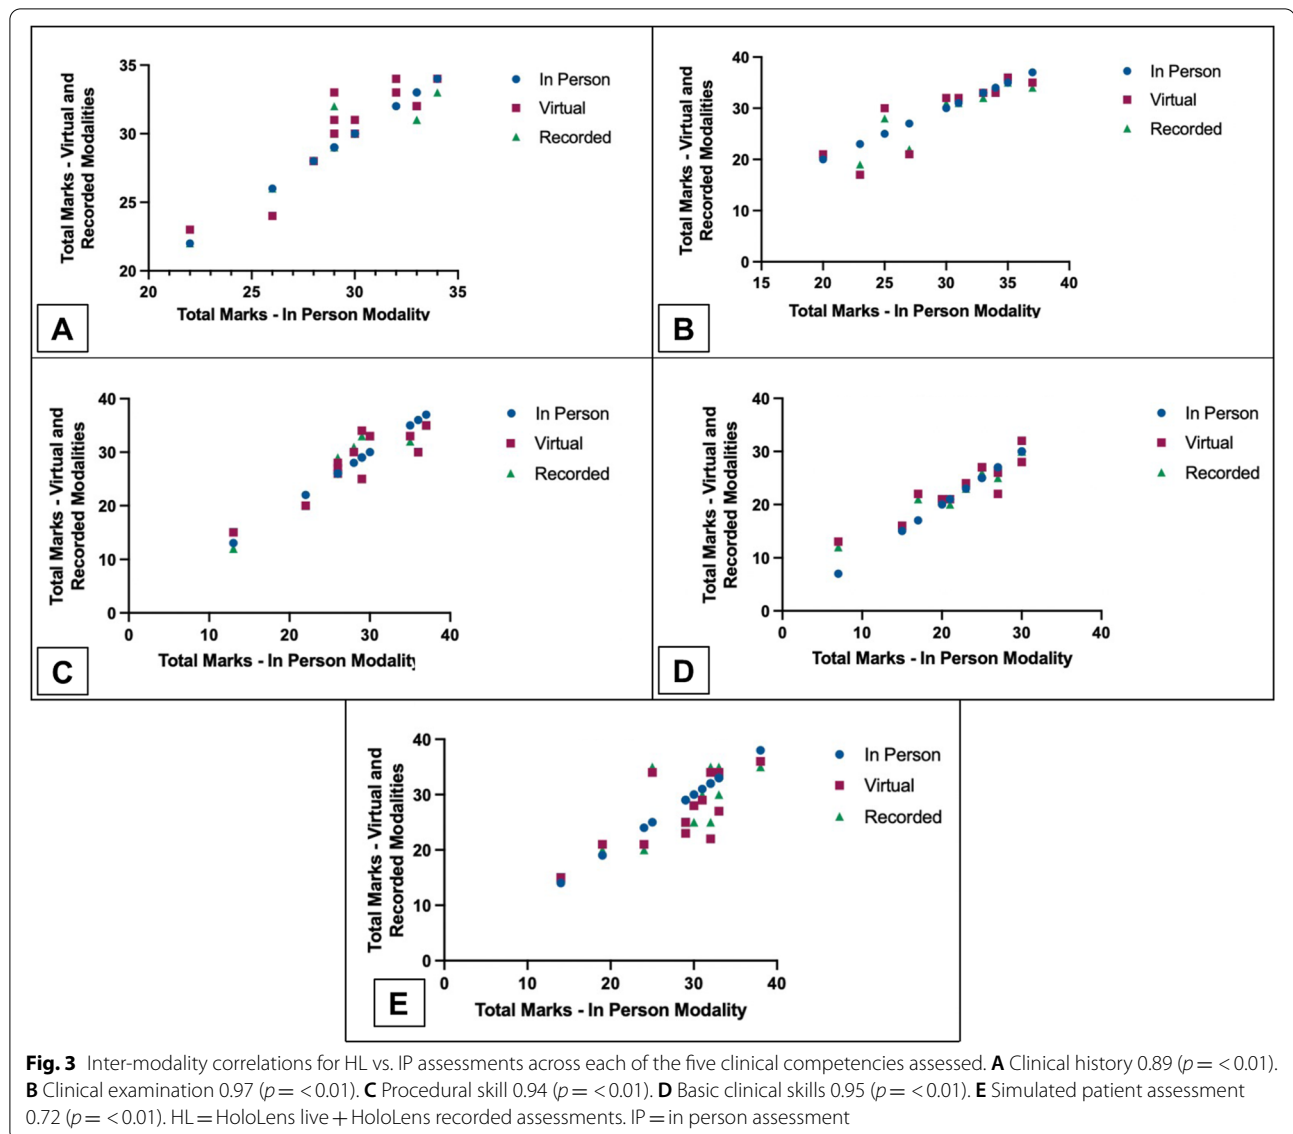 35
30
25
20
20
25
30
35
Total Marks - Virtual and
Recorded Modalities
Total Marks - In Person Modality
In Person
Virtual
Recorded
A
40
30
20
10
0
15
20
25
30
35
40
Total Marks - Virtual and
Recorded Modalities
Total Marks - In Person Modality
In Person
Virtual
Recorded
B
40
30
20
10
0
0
10
20
30
40
Total Marks - Virtual and
Recorded Modalities
Total Marks - In Person Modality
In Person
Virtual
Recorded
C
40
30
20
10
0
0
10
20
30
40
Total Marks - Virtual and
Recorded Modalities
Total Marks - In Person Modality
In Person
Virtual
Recorded
D
40
30
20
10
0
0
10
20
30
40
Total Marks - Virtual and
Recorded Modalities
Total Marks - In Person Modality
In Person
Virtual
Recorded
E
Fig. 3 Inter-modality correlations for HL vs. IP assessments across each of the five clinical competencies assessed. A Clinical history 0.89 (p = <0.01).
B Clinical examination 0.97 (p = <0.01). C Procedural skill 0.94 (p = <0.01). D Basic clinical skills 0.95 (p = <0.01). E Simulated patient assessment
0.72 (p = <0.01). HL = HoloLens live + HoloLens recorded assessments. IP = in person assessment